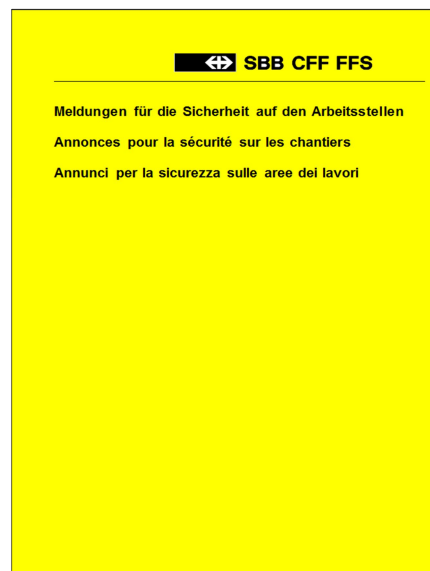 SBB CFF FFS
Meldungen für die Sicherheit auf den Arbeitsstellen
Annonces pour la sécurité sur les chantiers
Annunci per la sicurezza sulle aree dei lavori